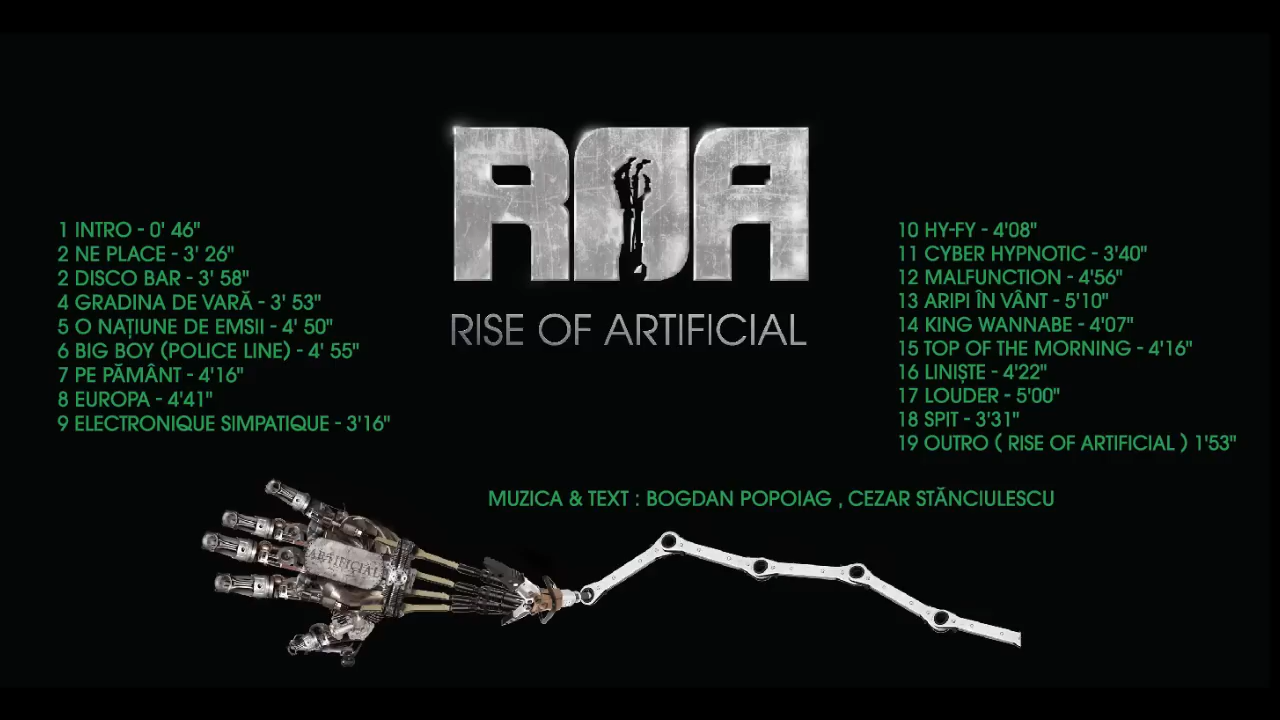 ROA
RISE OF ARTIFICIAL
1 INTRO - 0' 46"
2 NE PLACE - 3' 26"
2 DISCO BAR - 3' 58"
4 GRADINA DE VARĂ - 3' 53"
5 O NAȚIUNE DE EMSII - 4' 50"
6 BIG BOY (POLICE LINE) - 4' 55"
7 PE PĂMÂNT - 4'16"
8 EUROPA - 4'41"
9 ELECTRONIQUE SIMPATIQUE - 3'16"
10 HY-FY - 4'08"
11 CYBER HYPNOTIC - 3'40"
12 MALFUNCTION - 4'56"
13 ARIPI ÎN VÂNT - 5'10"
14 KING WANNABE - 4'07"
15 TOP OF THE MORNING - 4'16"
16 LINIȘTE - 4'22"
17 LOUDER - 5'00"
18 SPIT - 3'31"
19 OUTRO ( RISE OF ARTIFICIAL ) 1'53"
MUZICA & TEXT : BOGDAN POPOIAG , CEZAR STĂNCIULESCU
ARTIFICIAL